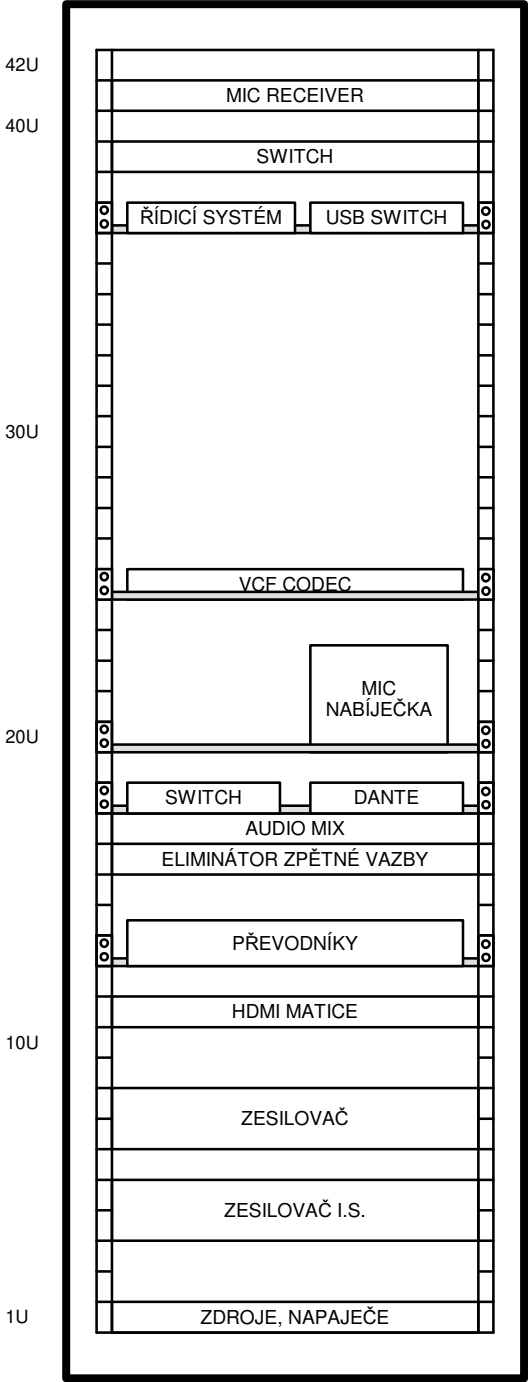 42U
MIC RECEIVER
40U
SWITCH
ŘÍDICÍ SYSTÉM
USB SWITCH
30U
VCF CODEC
MIC
NABÍJEČKA
20U
SWITCH
DANTE
AUDIO MIX
ELIMINÁTOR ZPĚTNÉ VAZBY
PŘEVODNÍKY
HDMI MATICE
10U
ZESILOVAČ
ZESILOVAČ I.S.
1U
ZDROJE, NAPAJEČE